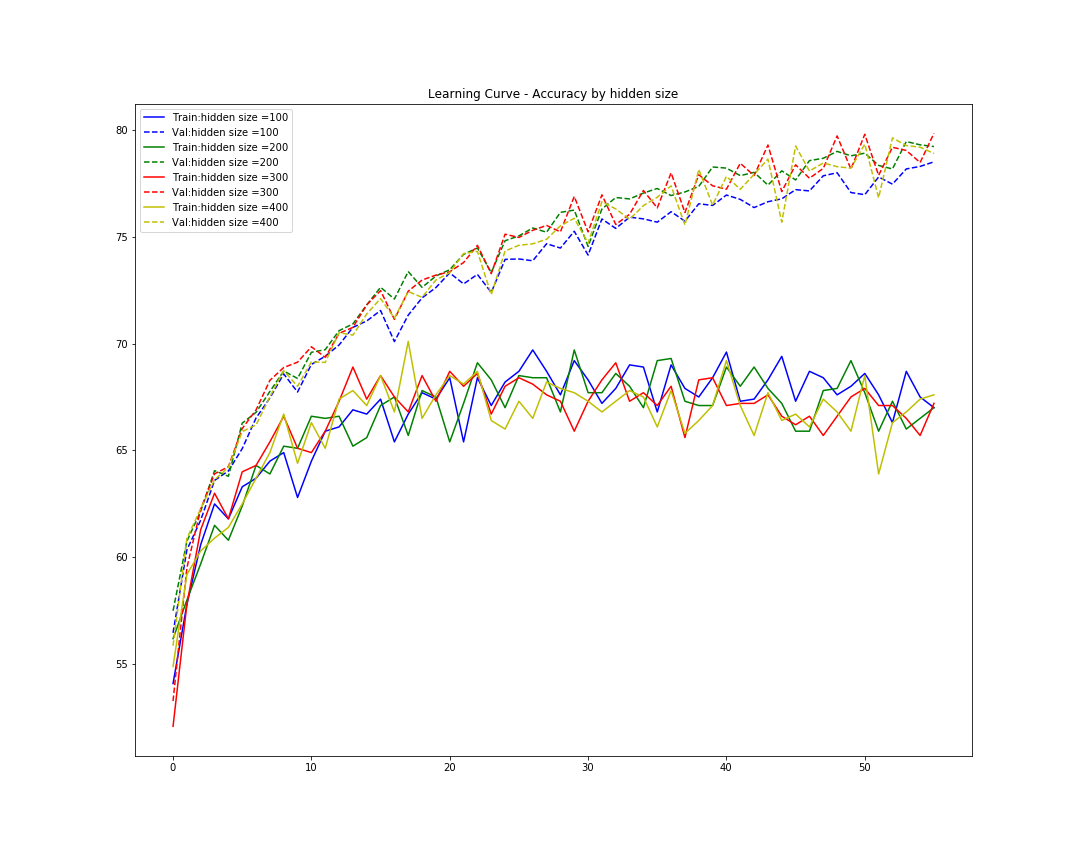 Learning Curve - Accuracy by hidden size
Train:hidden size =100
Val:hidden size =100
Train:hidden size =200
Val:hidden size =200
Train:hidden size =300
Val:hidden size =300
Train:hidden size =400
Val:hidden size =400
80
75
70
65
60
55
0 10 20 30 40 50